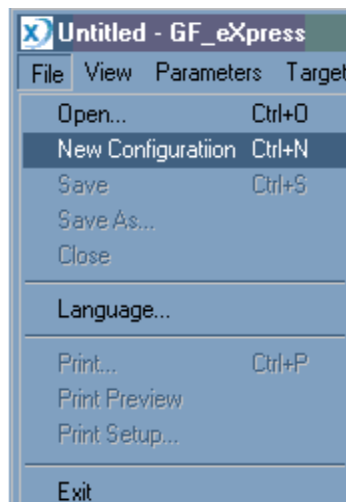 Untitled - GF_eXpress
File View Parameters Target
Open... Ctrl+O
New Configuratiion Ctrl+N
Save Ctrl+S
Save As...
Close
Language...
Print... Ctrl+P
Print Preview
Print Setup...
Exit